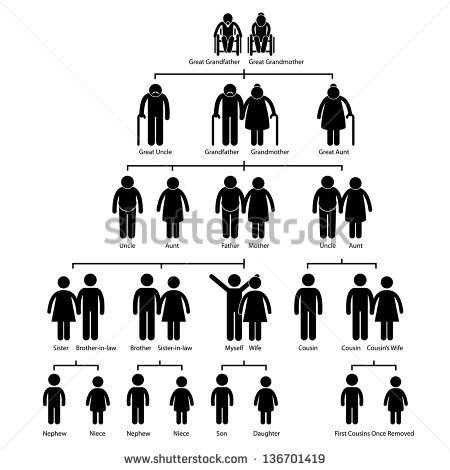 Great Grandfather Great Grandmother
Great Uncle Grandfather Grandmother Great Aunt
Uncle Aunt Father Mother Uncle Aunt
shutterstock
Sister Brother-in-law Brother Sister-in-law Myself Wife Cousin Cousin Cousin's Wife
Nephew Niece Nephew Niece Son Daughter First Cousins Once Removed
www.shutterstock.com · 136701419